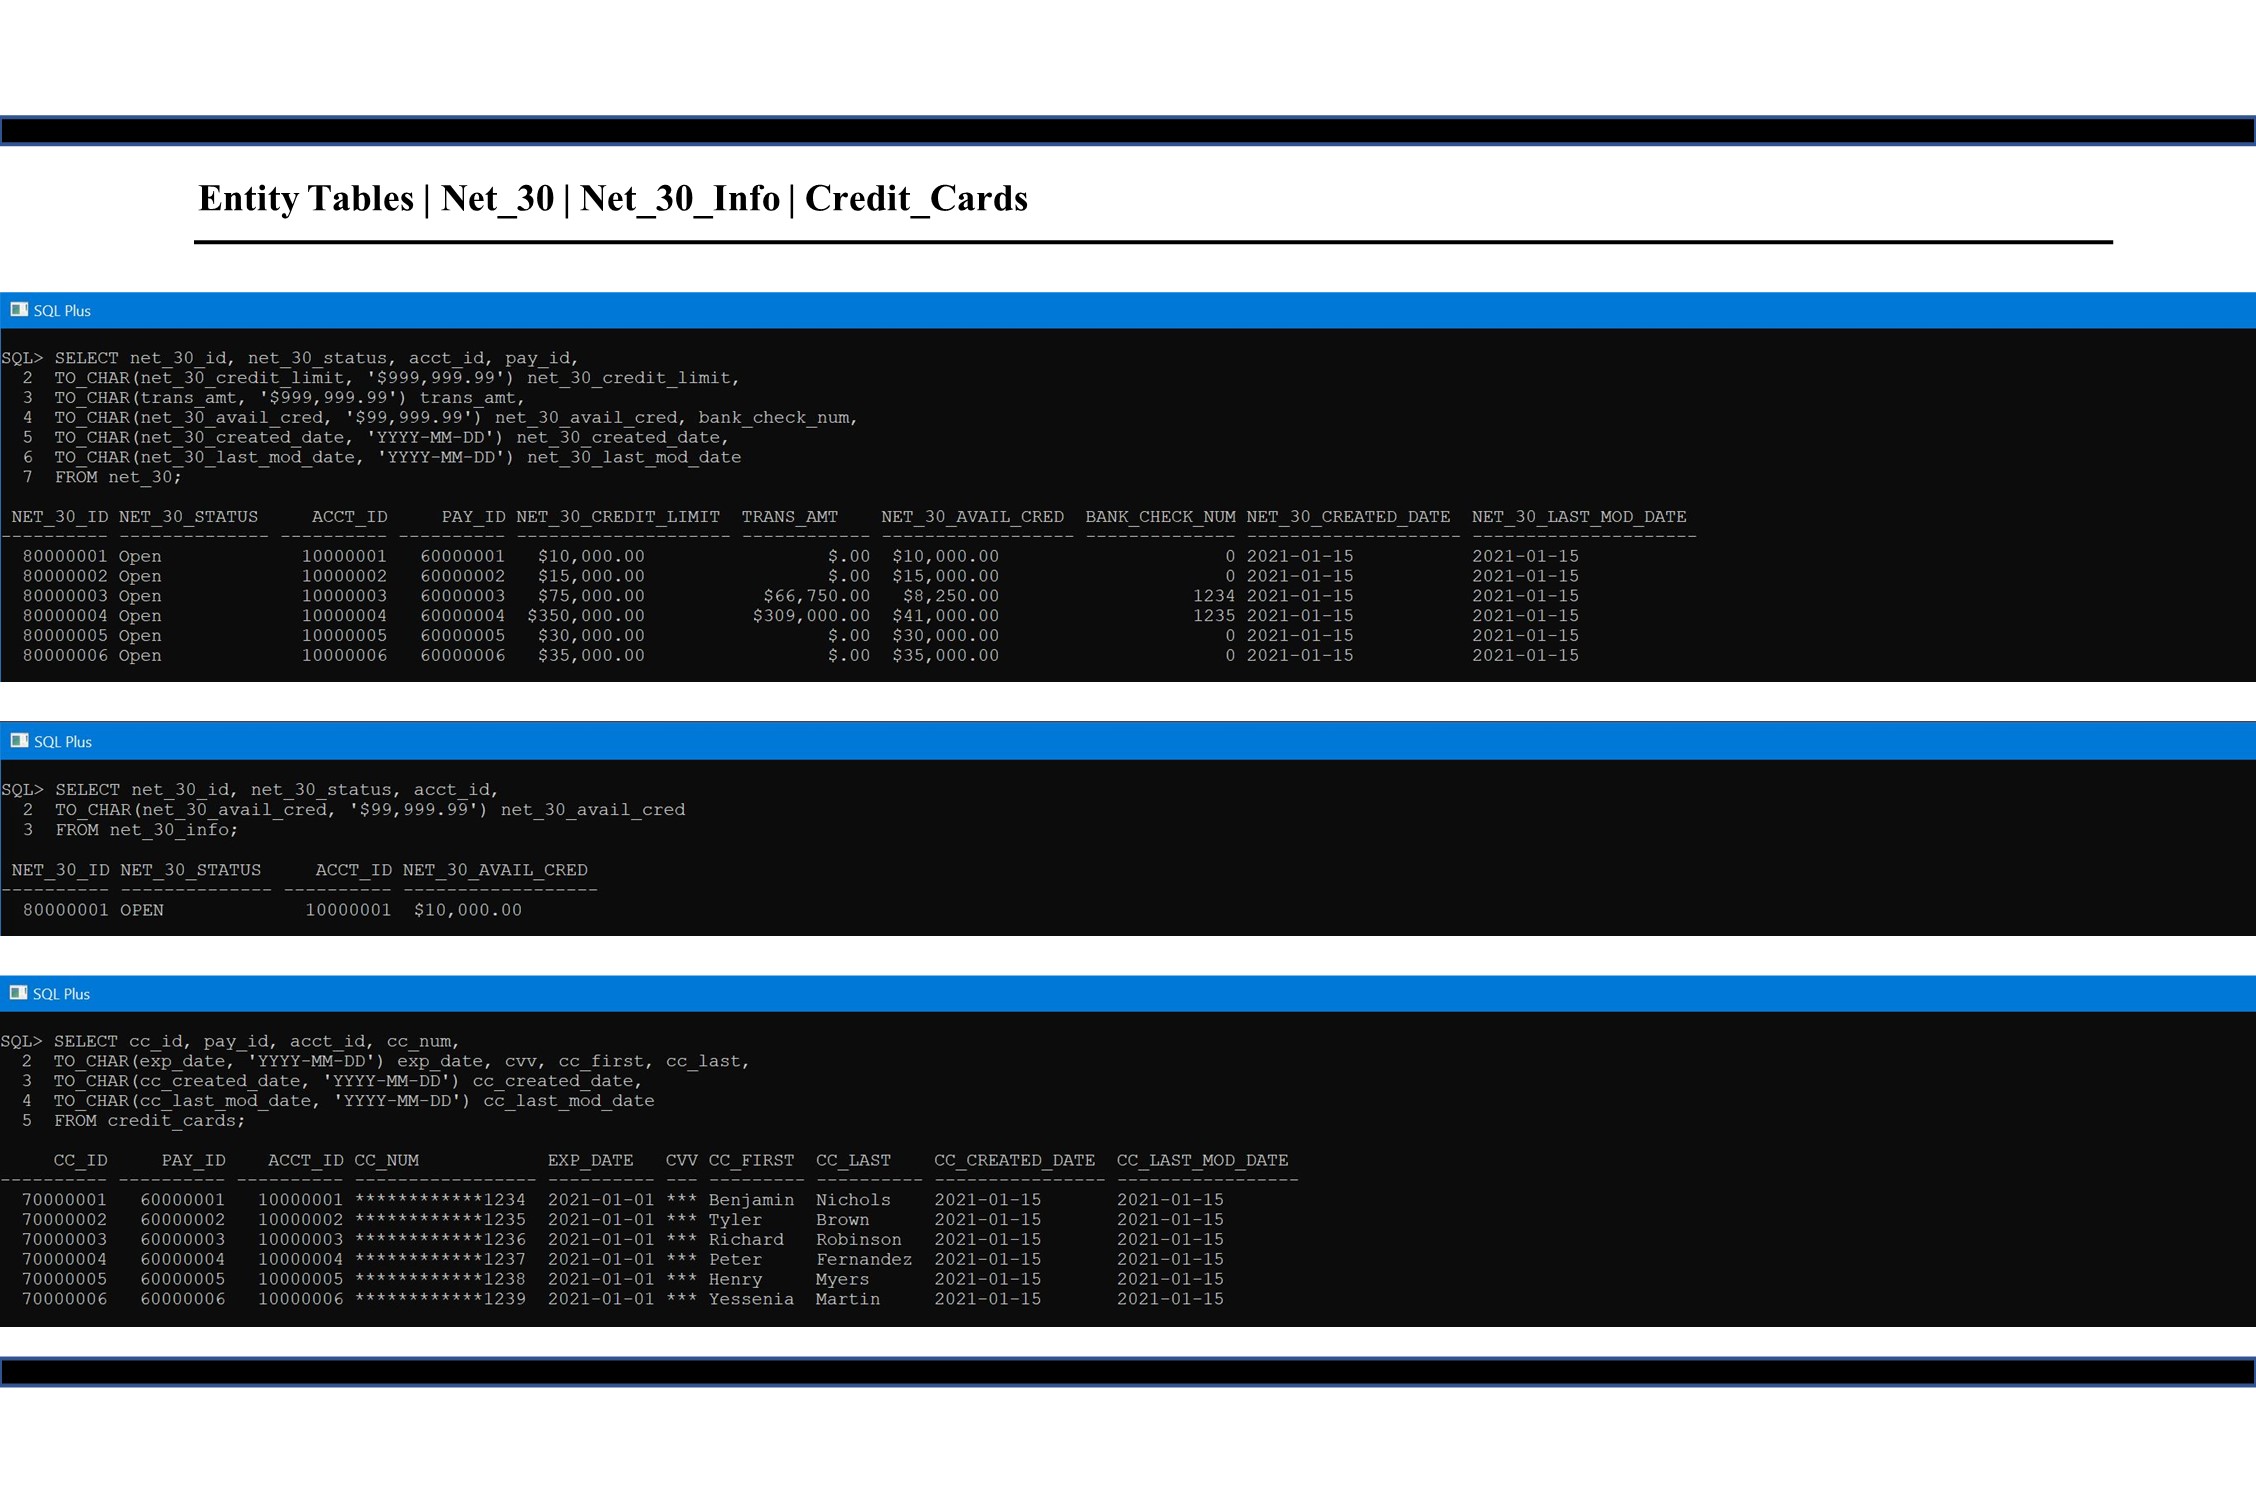 Entity Tables | Net_30 | Net_30_Info | Credit_Cards
SQL Plus
SQL> SELECT net_30_id, net_30_status, acct_id, pay_id,
2 TO_CHAR(net_30_credit_limit, '$999,999.99') net_30_credit_limit,
3 TO_CHAR(trans_amt, '$999,999.99') trans_amt,
4 TO_CHAR(net_30_avail_cred, '$99,999.99') net_30_avail_cred, bank_check_num,
5 TO_CHAR(net_30_created_date, 'YYYY-MM-DD') net_30_created_date,
6 TO_CHAR(net_30_last_mod_date, 'YYYY-MM-DD') net_30_last_mod_date
7 FROM net_30;
NET_30_ID NET_30_STATUS ACCT_ID PAY_ID NET_30_CREDIT_LIMIT TRANS_AMT NET_30_AVAIL_CRED BANK_CHECK_NUM NET_30_CREATED_DATE NET_30_LAST_MOD_DATE
80000001 Open 10000001 60000001 $10,000.00 $.00 $10,000.00 0 2021-01-15 2021-01-15
80000002 Open 10000002 60000002 $15,000.00 $.00 $15,000.00 0 2021-01-15 2021-01-15
80000003 Open 10000003 60000003 $75,000.00 $66,750.00 $8,250.00 1234 2021-01-15 2021-01-15
80000004 Open 10000004 60000004 $350,000.00 $309,000.00 $41,000.00 1235 2021-01-15 2021-01-15
80000005 Open 10000005 60000005 $30,000.00 $.00 $30,000.00 0 2021-01-15 2021-01-15
80000006 Open 10000006 60000006 $35,000.00 $.00 $35,000.00 0 2021-01-15 2021-01-15
SQL Plus
SQL> SELECT net_30_id, net_30_status, acct_id,
2 TO_CHAR(net_30_avail_cred, '$99,999.99') net_30_avail_cred
3 FROM net_30_info;
NET_30_ID NET_30_STATUS ACCT_ID NET_30_AVAIL_CRED
80000001 OPEN 10000001 $10,000.00
SQL Plus
SQL> SELECT cc_id, pay_id, acct_id, cc_num,
2 TO_CHAR(exp_date, 'YYYY-MM-DD') exp_date, cvv, cc_first, cc_last,
3 TO_CHAR(cc_created_date, 'YYYY-MM-DD') cc_created_date,
4 TO_CHAR(cc_last_mod_date, 'YYYY-MM-DD') cc_last_mod_date
5 FROM credit_cards;
CC_ID PAY_ID ACCT_ID CC_NUM EXP_DATE CVV CC_FIRST CC_LAST CC_CREATED_DATE CC_LAST_MOD_DATE
70000001 60000001 10000001 ************1234 2021-01-01 *** Benjamin Nichols 2021-01-15 2021-01-15
70000002 60000002 10000002 ************1235 2021-01-01 *** Tyler Brown 2021-01-15 2021-01-15
70000003 60000003 10000003 ************1236 2021-01-01 *** Richard Robinson 2021-01-15 2021-01-15
70000004 60000004 10000004 ************1237 2021-01-01 *** Peter Fernandez 2021-01-15 2021-01-15
70000005 60000005 10000005 ************1238 2021-01-01 *** Henry Myers 2021-01-15 2021-01-15
70000006 60000006 10000006 ************1239 2021-01-01 *** Yessenia Martin 2021-01-15 2021-01-15